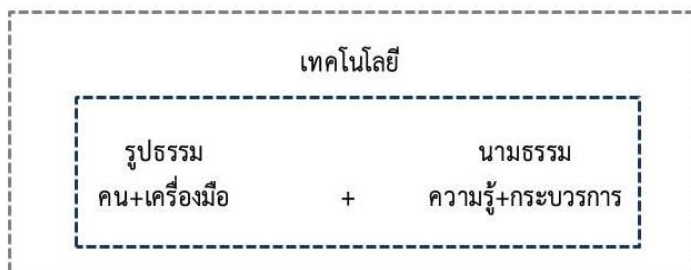 เทคโนโลยี
รูปธรรม นามธรรม
คน+เครื่องมือ + ความรู้+กระบวรการ